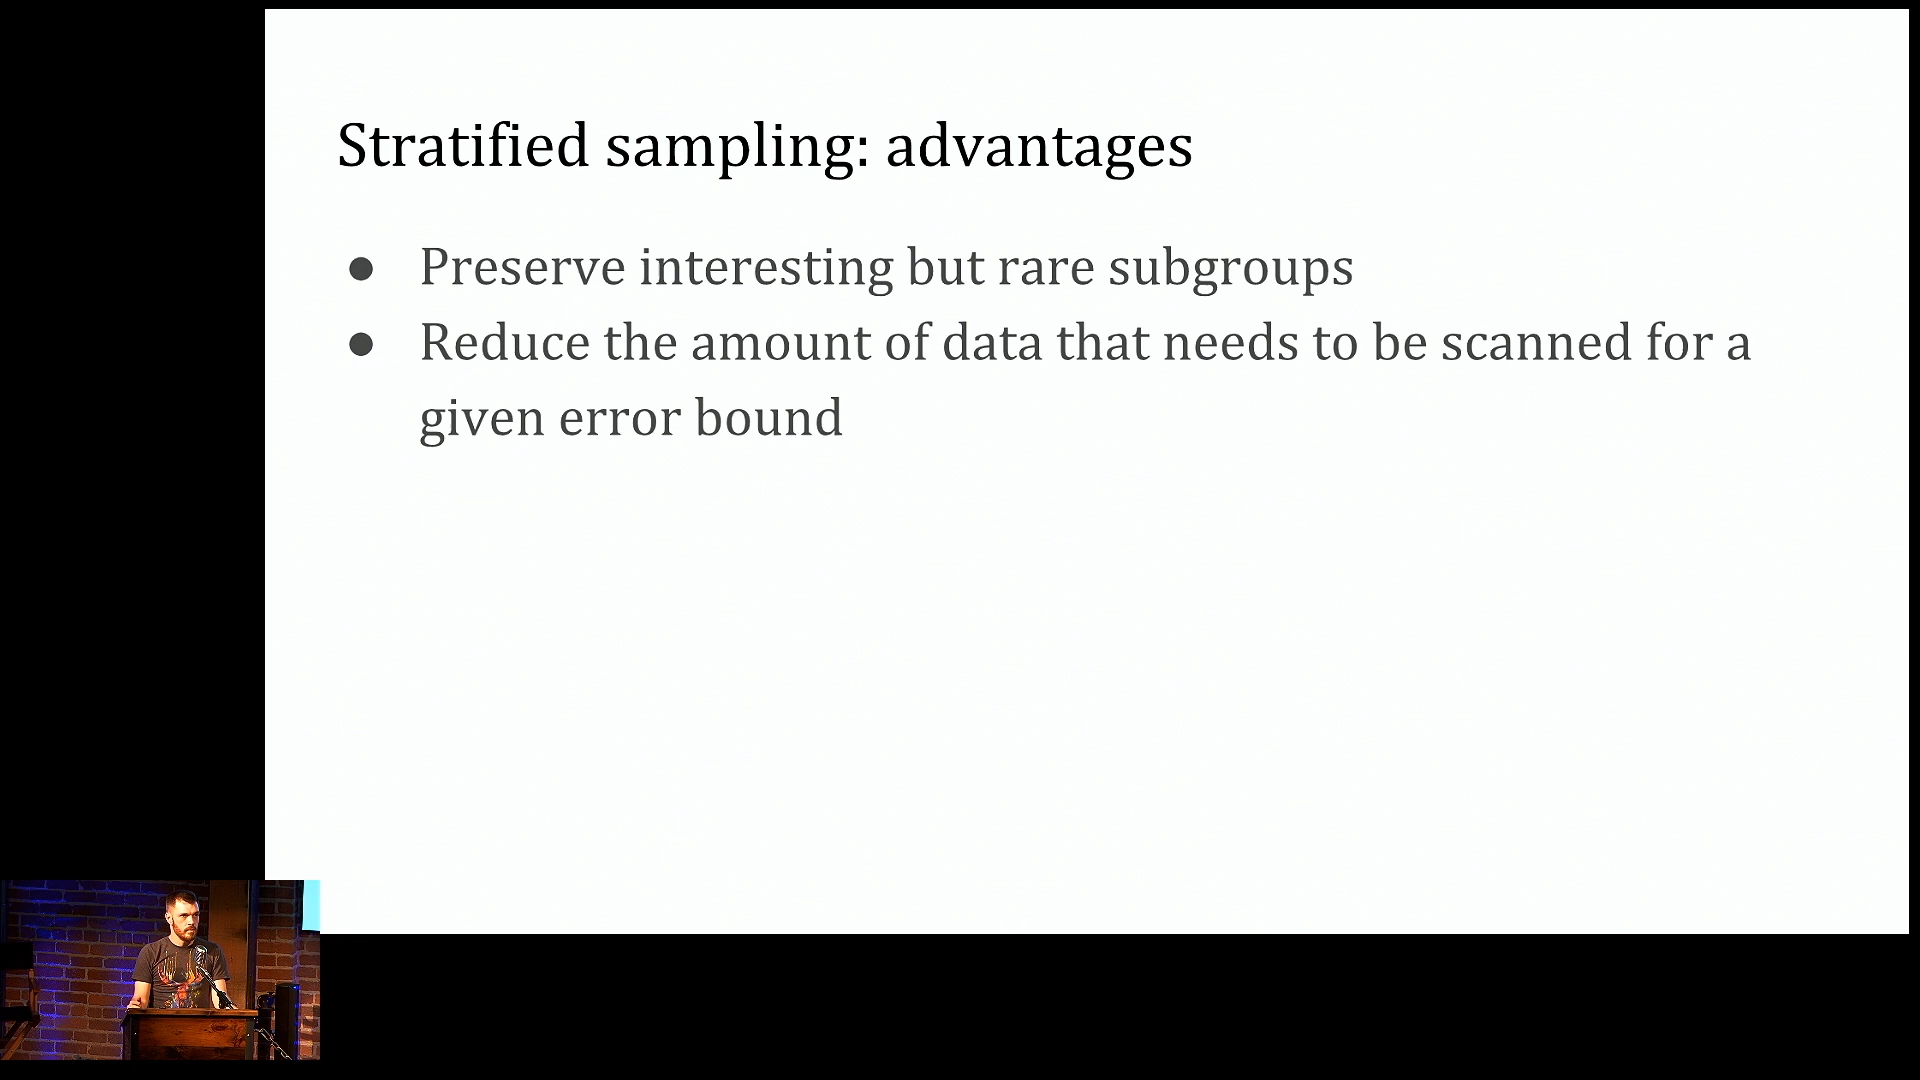 Stratified sampling: advantages
● Preserve interesting but rare subgroups
● Reduce the amount of data that needs to be scanned for a
given error bound